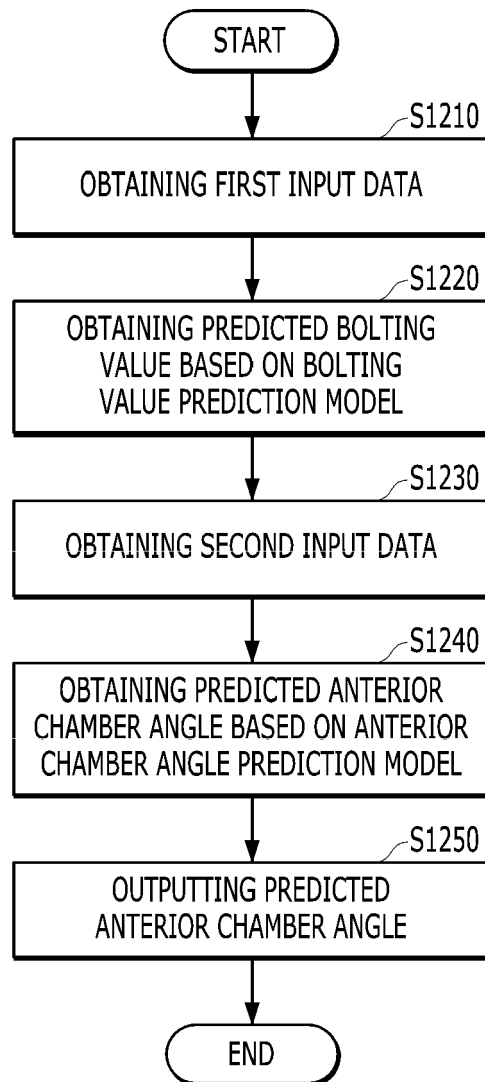 START
S1210
OBTAINING FIRST INPUT DATA
S1220
OBTAINING PREDICTED BOLTING
VALUE BASED ON BOLTING
VALUE PREDICTION MODEL
S1230
OBTAINING SECOND INPUT DATA
S1240
OBTAINING PREDICTED ANTERIOR
CHAMBER ANGLE BASED ON ANTERIOR
CHAMBER ANGLE PREDICTION MODEL
S1250
OUTPUTTING PREDICTED
ANTERIOR CHAMBER ANGLE
END